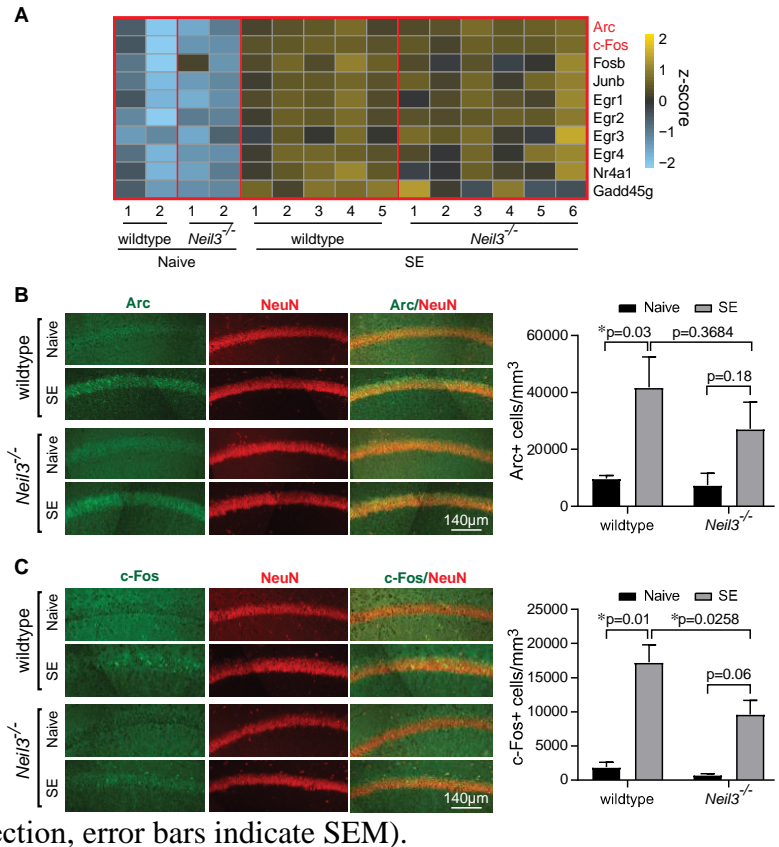 A
Arc
c-Fos
Fosb
Junb
Egr1
Egr2
Egr3
Egr4
Nr4a1
Gadd45g
2
1
0
−1
−2
z-score
1 2 1 2 1 2 3 4 5 1 2 3 4 5 6
wildtype Neil3-/- wildtype Neil3-/-
Naive SE
B
Arc NeuN Arc/NeuN
wildtype
Naive
SE
Neil3-/-
Naive
SE
140µm
Naive SE
Arc+ cells/mm3
60000
40000
20000
0
*p=0.03 p=0.3684
p=0.18
wildtype Neil3-/-
C
c-Fos NeuN c-Fos/NeuN
wildtype
Naive
SE
Neil3-/-
Naive
SE
140µm
Naive SE
c-Fos+ cells/mm3
25000
20000
15000
10000
5000
0
*p=0.01 *p=0.0258
p=0.06
wildtype Neil3-/-
ection, error bars indicate SEM).